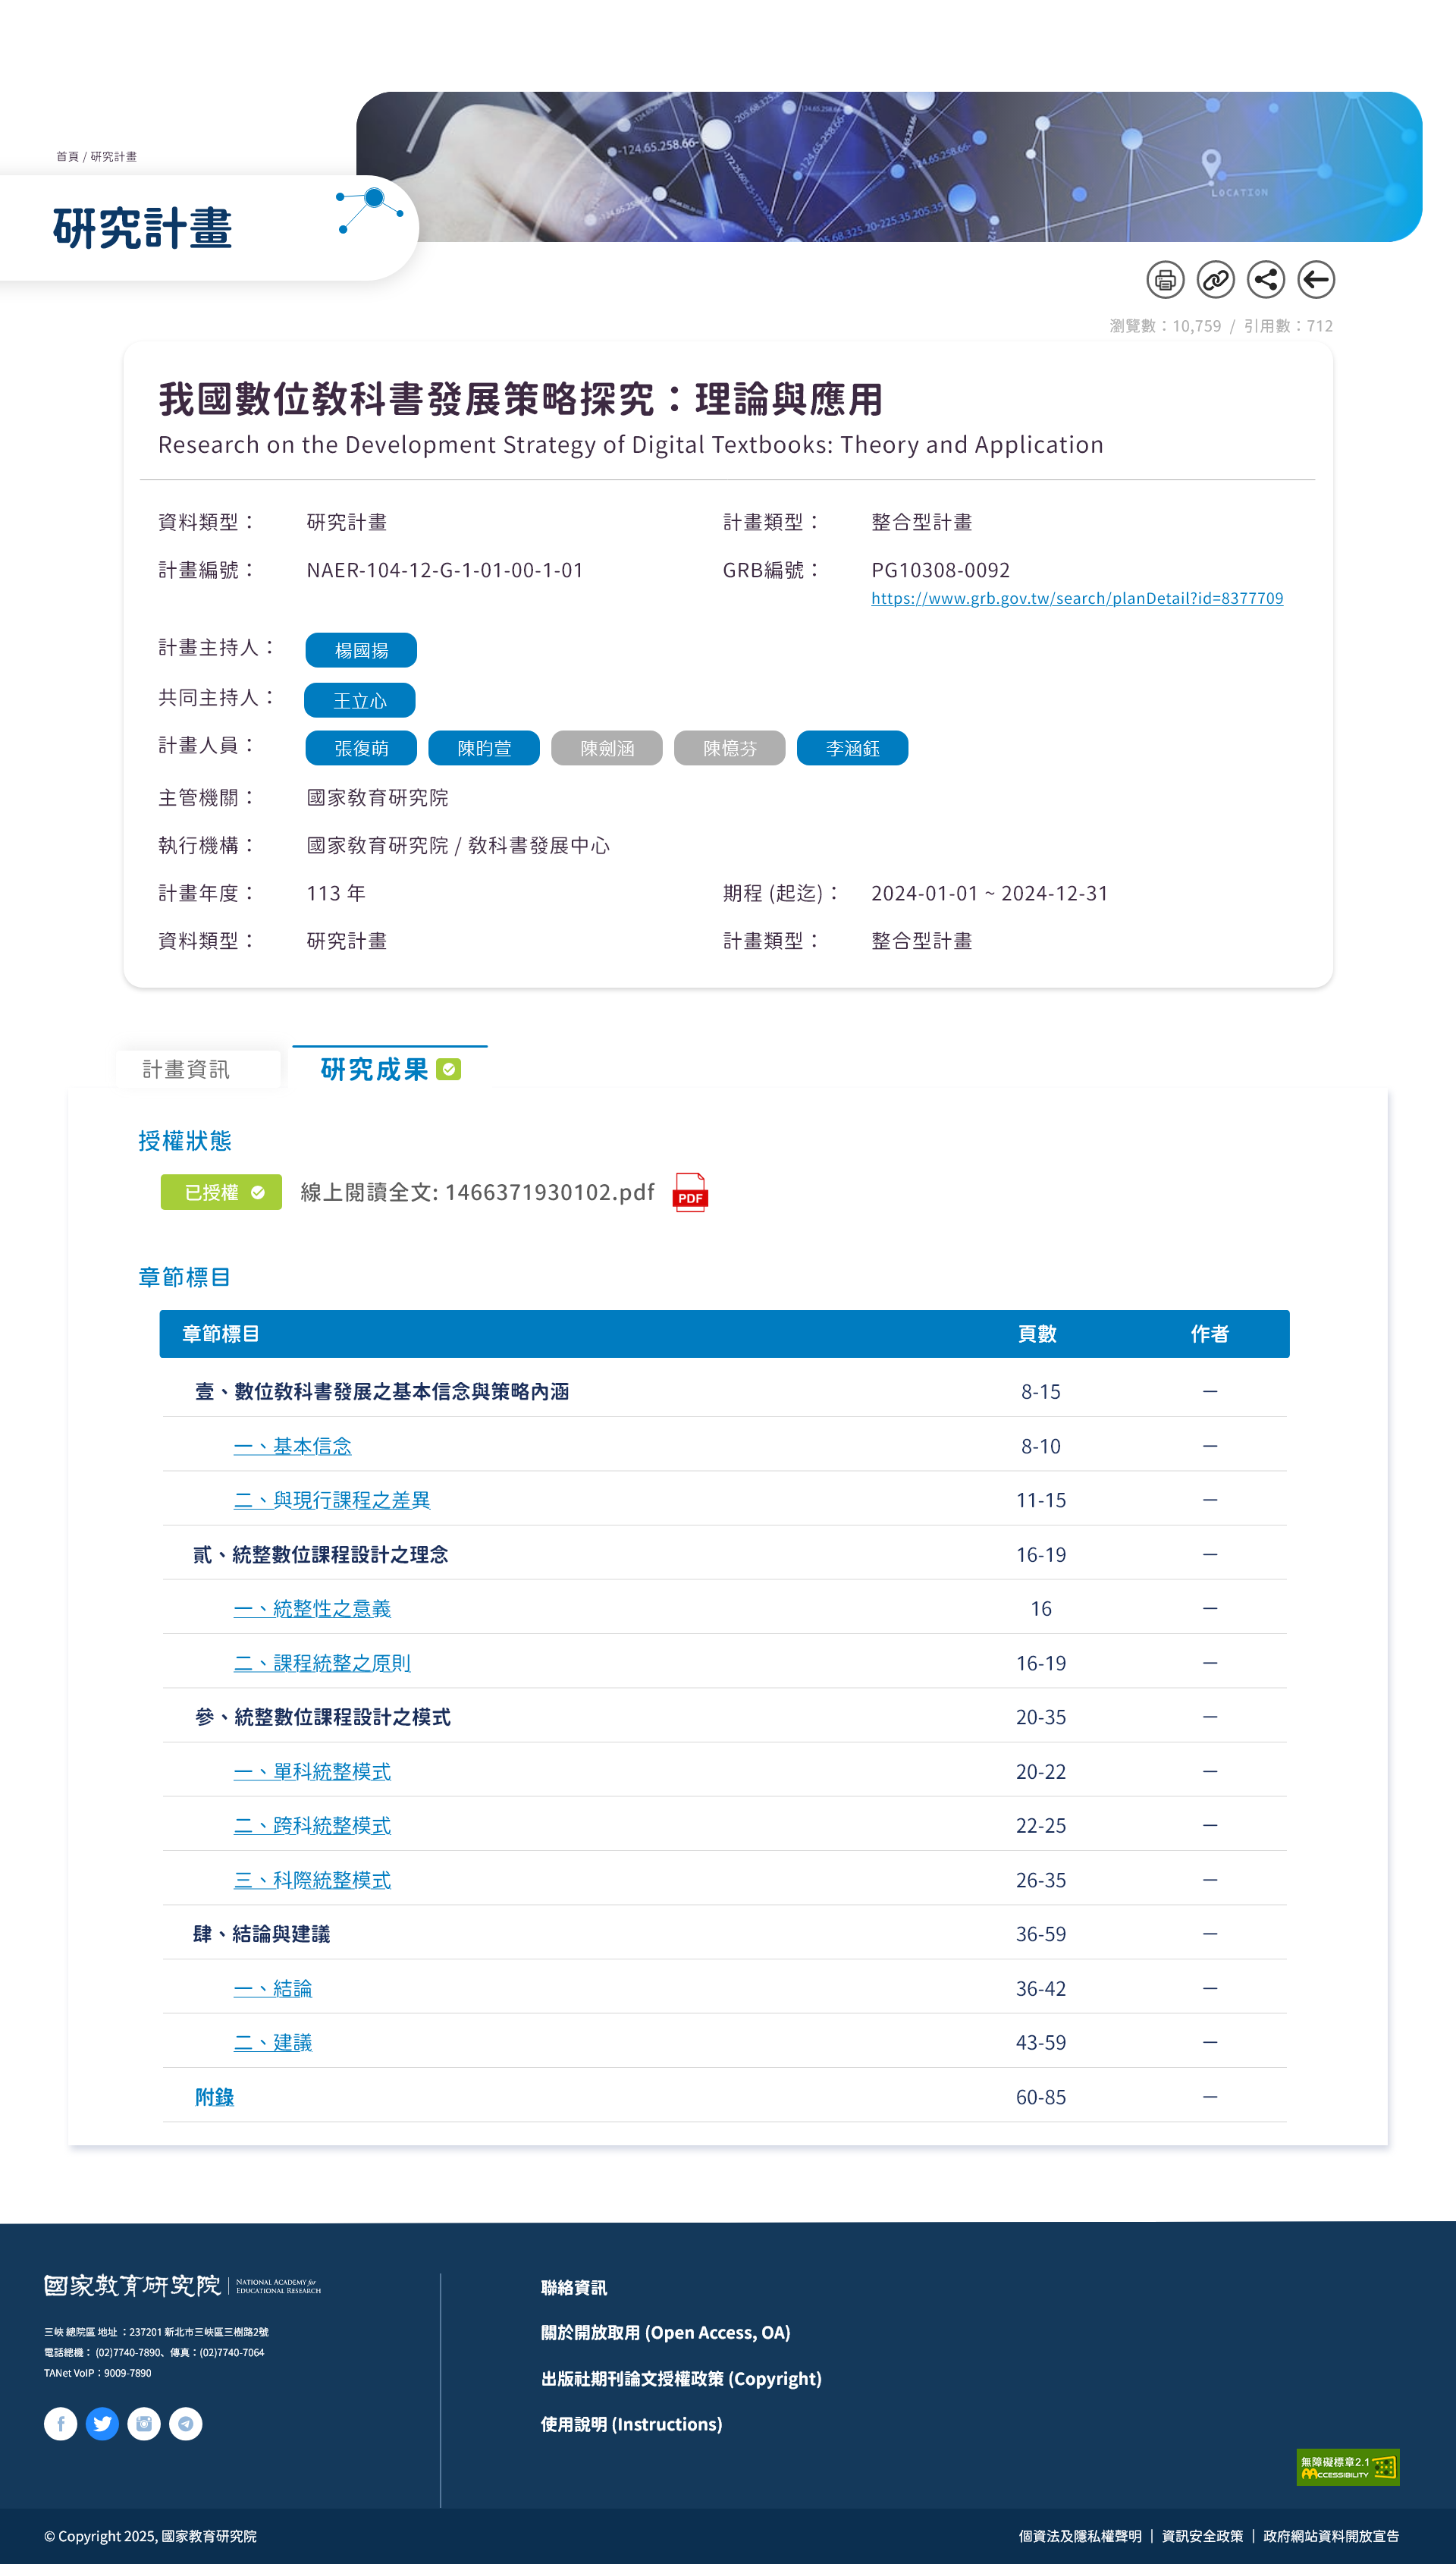 首頁 / 研究計畫
研究計畫
瀏覽數：10,759 / 引用數：712
我國數位教科書發展策略探究：理論與應用
Research on the Development Strategy of Digital Textbooks: Theory and Application
資料類型： 研究計畫 計畫類型： 整合型計畫
計畫編號： NAER-104-12-G-1-01-00-1-01 GRB編號： PG10308-0092
https://www.grb.gov.tw/search/planDetail?id=8377709
計畫主持人： 楊國揚
共同主持人： 王立心
計畫人員： 張復萌 陳昀萱 陳劍涵 陳憶芬 李涵鈺
主管機關： 國家教育研究院
執行機構： 國家教育研究院 / 教科書發展中心
計畫年度： 113 年 期程 (起迄)： 2024-01-01 ~ 2024-12-31
資料類型： 研究計畫 計畫類型： 整合型計畫
計畫資訊 研究成果
授權狀態
已授權 線上閱讀全文: 1466371930102.pdf PDF
章節標目
章節標目 頁數 作者
壹、數位教科書發展之基本信念與策略內涵 8-15 —
一、基本信念 8-10 —
二、與現行課程之差異 11-15 —
貳、統整數位課程設計之理念 16-19 —
一、統整性之意義 16 —
二、課程統整之原則 16-19 —
參、統整數位課程設計之模式 20-35 —
一、單科統整模式 20-22 —
二、跨科統整模式 22-25 —
三、科際統整模式 26-35 —
肆、結論與建議 36-59 —
一、結論 36-42 —
二、建議 43-59 —
附錄 60-85 —
國家教育研究院 NATIONAL ACADEMY for EDUCATIONAL RESEARCH
三峽 總院區 地址 ：237201 新北市三峽區三樹路2號
電話總機： (02)7740-7890、傳真：(02)7740-7064
TANet VoIP：9009-7890
聯絡資訊
關於開放取用 (Open Access, OA)
出版社期刊論文授權政策 (Copyright)
使用說明 (Instructions)
無障礙標章2.1
ACCESSIBILITY
© Copyright 2025, 國家教育研究院
個資法及隱私權聲明 | 資訊安全政策 | 政府網站資料開放宣告